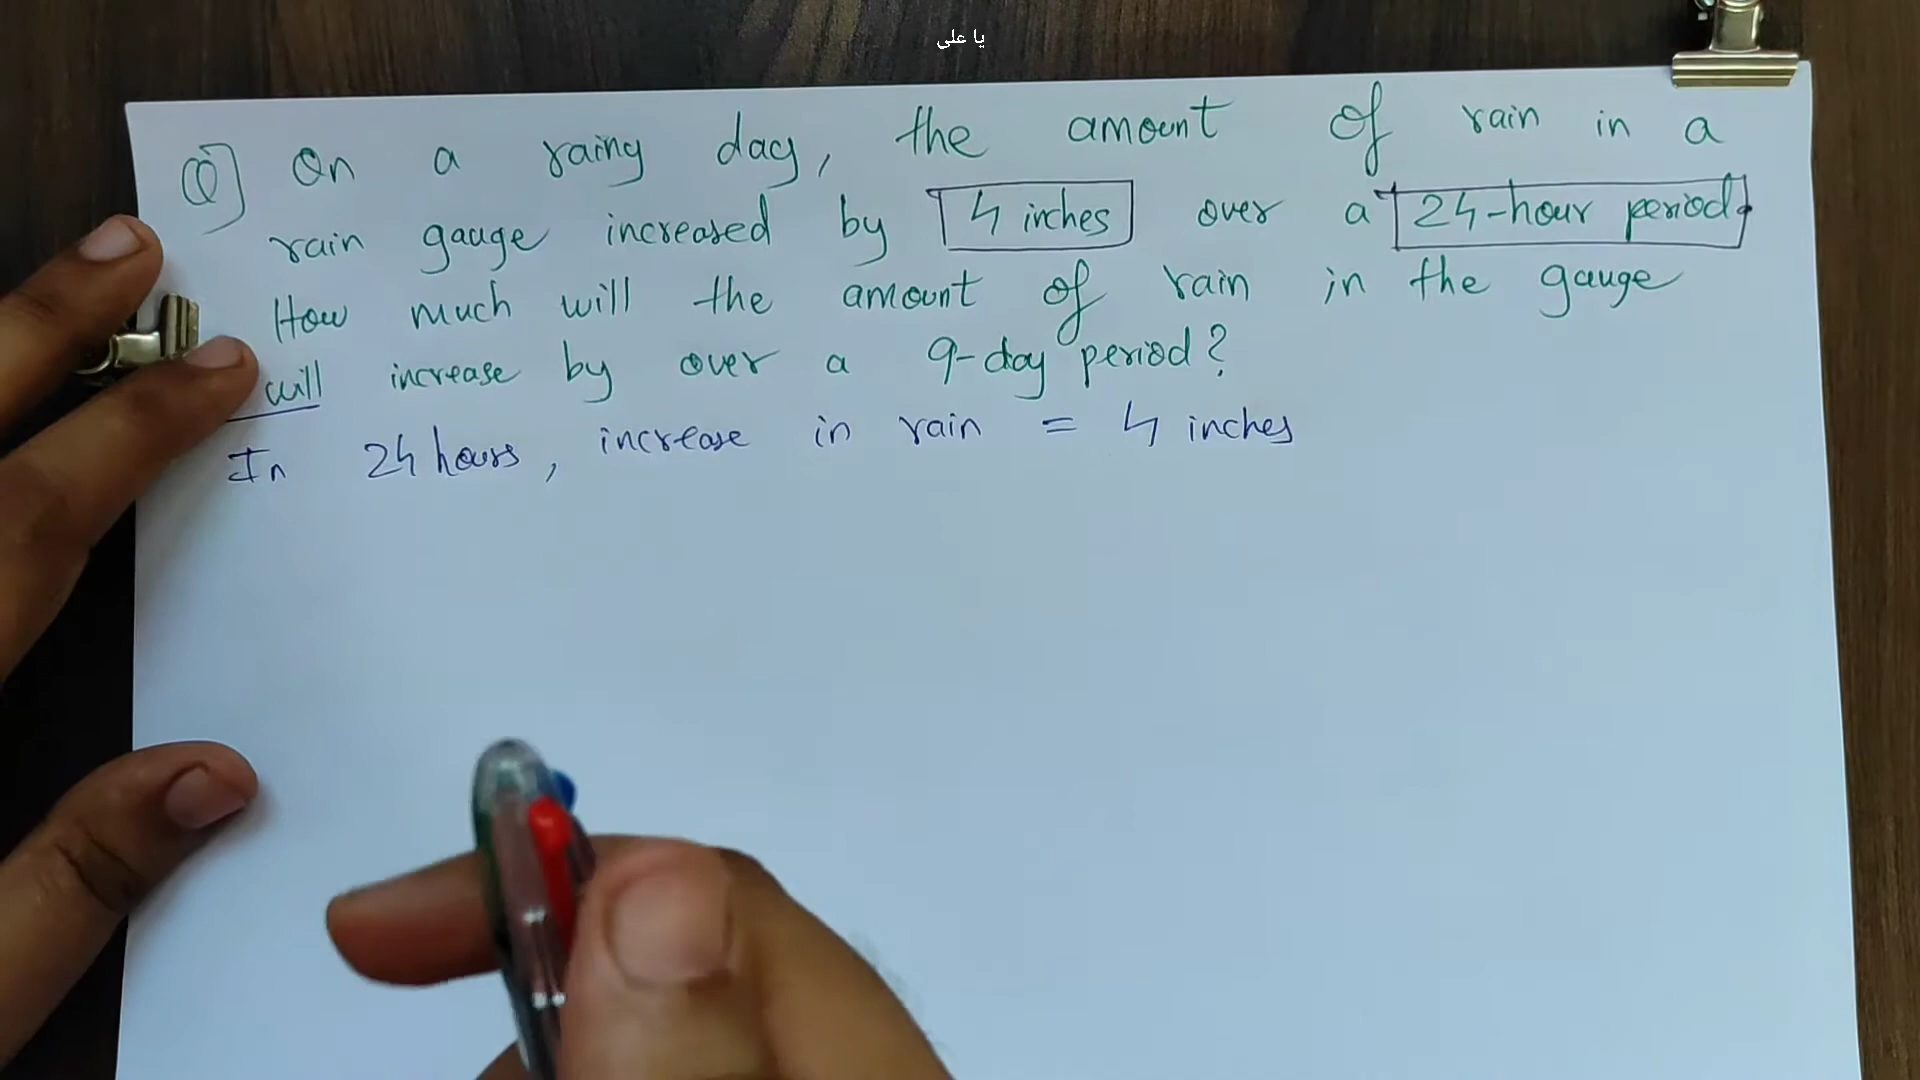 يا على
Q] On a rainy day, the amount of rain in a
rain gauge increased by 4 inches over a 24-hour period.
How much will the amount of rain in the gauge
will increase by over a 9-day period?
In 24 hours, increase in rain = 4 inches